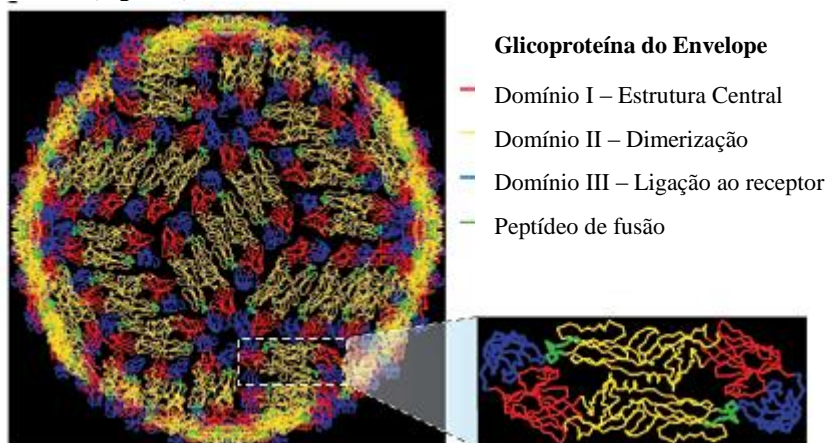 Glicoproteína do Envelope
Domínio I – Estrutura Central
Domínio II – Dimerização
Domínio III – Ligação ao receptor
Peptídeo de fusão